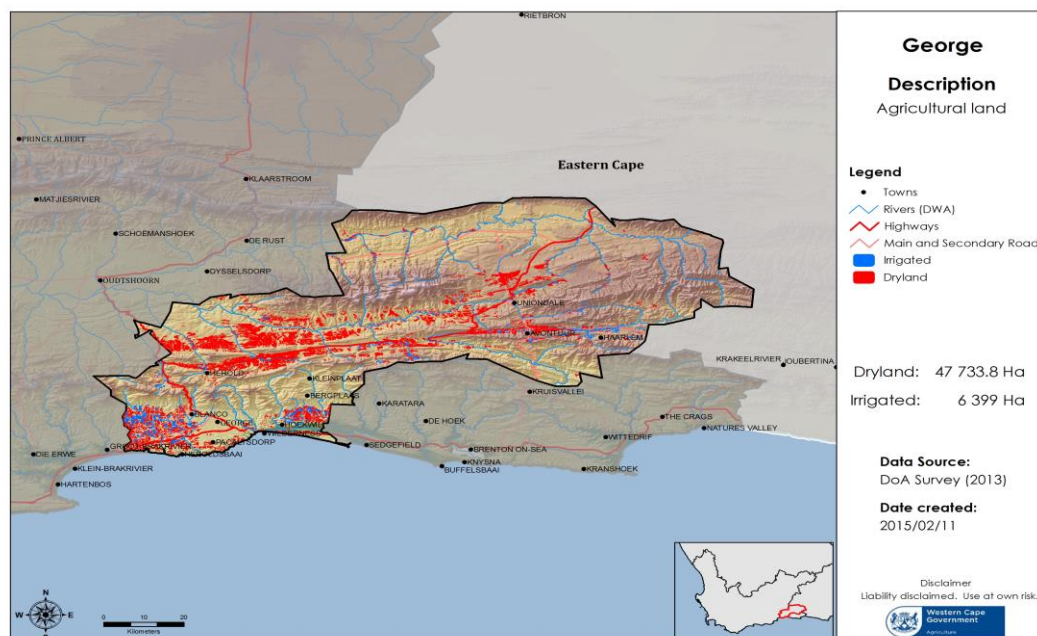 RIETBRON
PRINCE ALBERT
Eastern Cape
KLAARSTROOM
MATJIESRIVIER
SCHOEMANSHOEK
DE RUST
DYSSELSDORP
OUDTSHOORN
UNIONDALE
AVONTUUR
HAARLEM
KRAKEELRIVIER
JOUBERTINA
HEROLD
KLEINPLAAT
BERGPLAAS
KRUISVALLEI
KARATARA
BLANCO
GEORGE
HOEKWIL
DE HOEK
THE CRAGS
NATURES VALLEY
WITTEDRIF
PACALTSDORP
SEDGEFIELD
BRENTON ON-SEA
DIE ERWE
KNYSNA
KLEIN-BRAKRIVIER
BUFFELSBAAI
KRANSHOEK
HARTENBOS
N
W
E
0 10 20
Kilometers
George
Description
Agricultural land
Legend
Towns
Rivers (DWA)
Highways
Main and Secondary Road
Irrigated
Dryland
Dryland: 47 733.8 Ha
Irrigated: 6 399 Ha
Data Source:
DoA Survey (2013)
Date created:
2015/02/11
Disclaimer
Liability disclaimed. Use at own risk.
Western Cape
Government
Agriculture